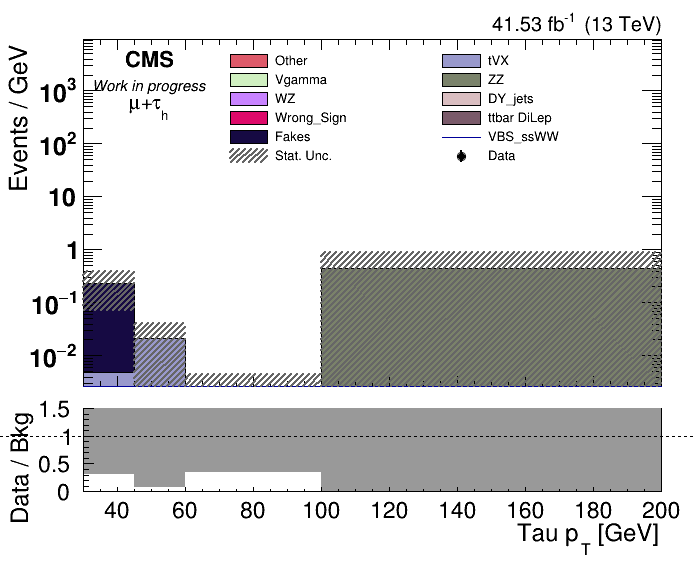 41.53 fb⁻¹ (13 TeV)
CMS
Work in progress
μ+τ_h
Other
Vgamma
WZ
Wrong_Sign
Fakes
Stat. Unc.
tVX
ZZ
DY_jets
ttbar DiLep
VBS_ssWW
Data
Events / GeV
10³
10²
10
1
10⁻¹
10⁻²
Data / Bkg
1.5
1
0.5
0
40 60 80 100 120 140 160 180 200
Tau p_T [GeV]